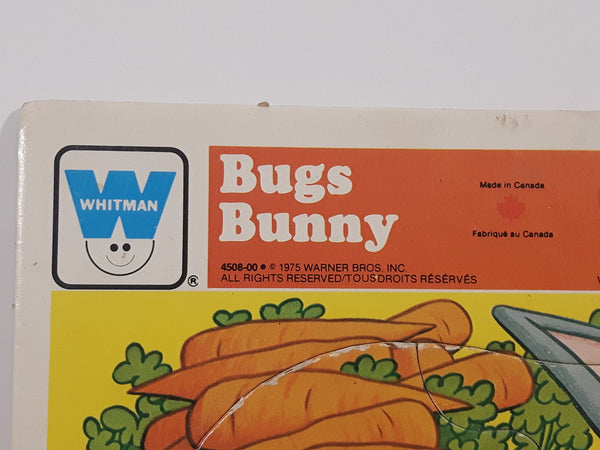 WHITMAN
®
Bugs
Bunny
4508-00 ● © 1975 WARNER BROS. INC.
ALL RIGHTS RESERVED/TOUS DROITS RÉSÉRVÉS
Made in Canada
Fabriqué au Canada